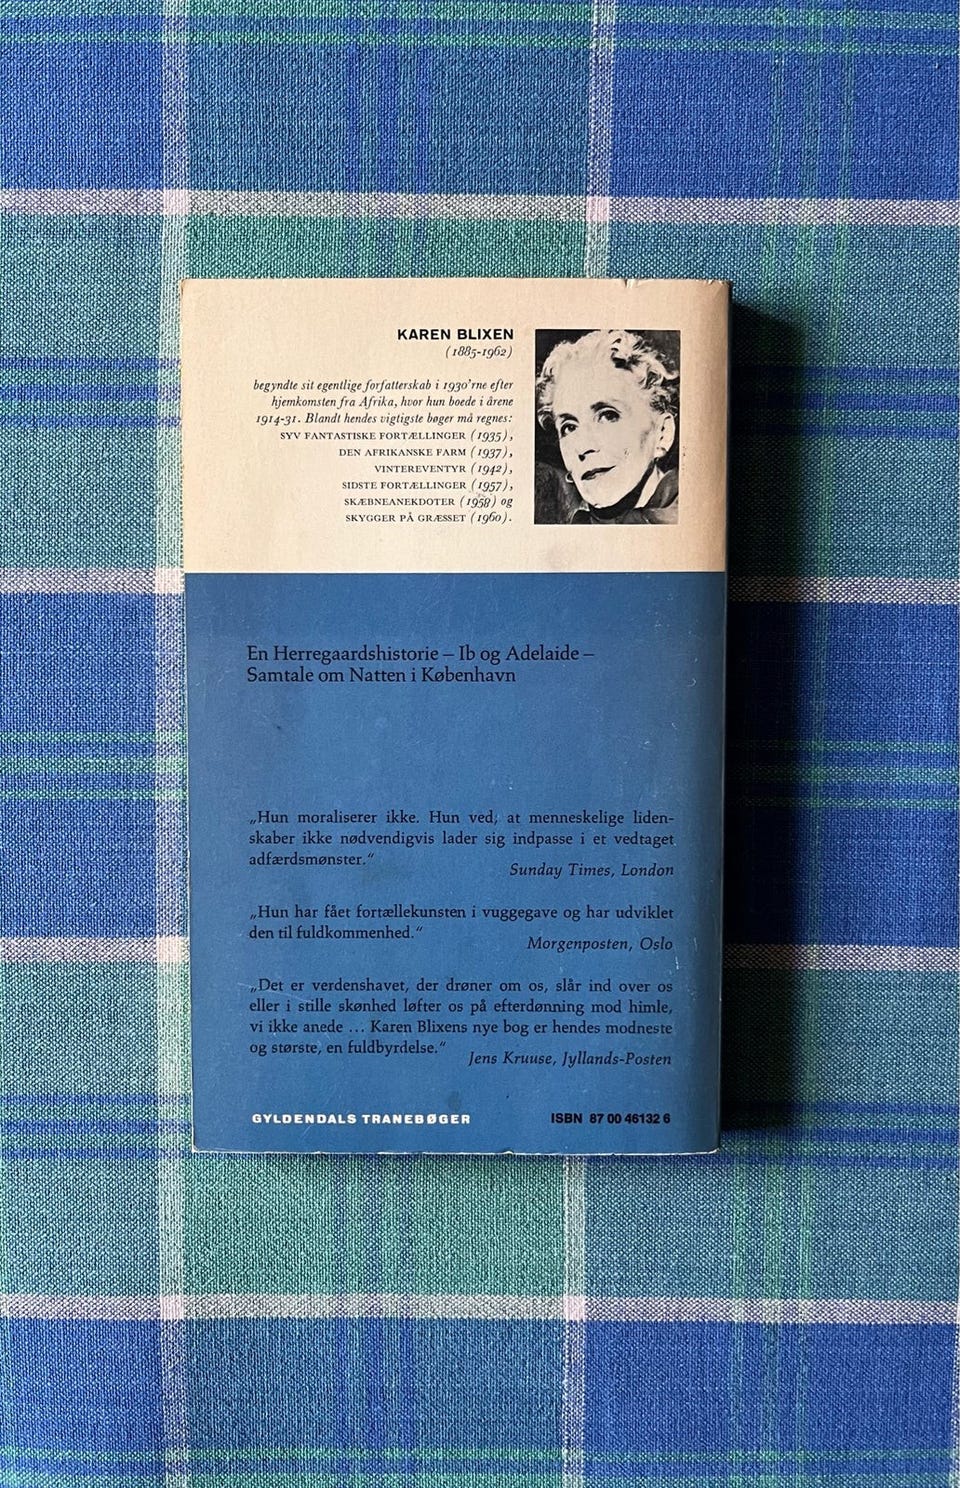 KAREN BLIXEN
(1885-1962)
begyndte sit egentlige forfatterskab i 1930'rne efter
hjemkomsten fra Afrika, hvor hun boede i årene
1914-31. Blandt hendes vigtigste bøger må regnes:
SYV FANTASTISKE FORTÆLLINGER (1935),
DEN AFRIKANSKE FARM (1937),
VINTEREVENTYR (1942),
SIDSTE FORTÆLLINGER (1957),
SKÆBNEANEKDOTER (1958) og
SKYGGER PÅ GRÆSSET (1960).
En Herregaardshistorie – Ib og Adelaide –
Samtale om Natten i København
„Hun moraliserer ikke. Hun ved, at menneskelige liden-
skaber ikke nødvendigvis lader sig indpasse i et vedtaget
adfærdsmønster.“
Sunday Times, London
„Hun har fået fortællekunsten i vuggegave og har udviklet
den til fuldkommenhed.“
Morgenposten, Oslo
„Det er verdenshavet, der drøner om os, slår ind over os
eller i stille skønhed løfter os på efterdønning mod himle,
vi ikke anede ... Karen Blixens nye bog er hendes modneste
og største, en fuldbyrdelse.“
Jens Kruuse, Jyllands-Posten
GYLDENDALS TRANEBØGER
ISBN 87 00 46132 6